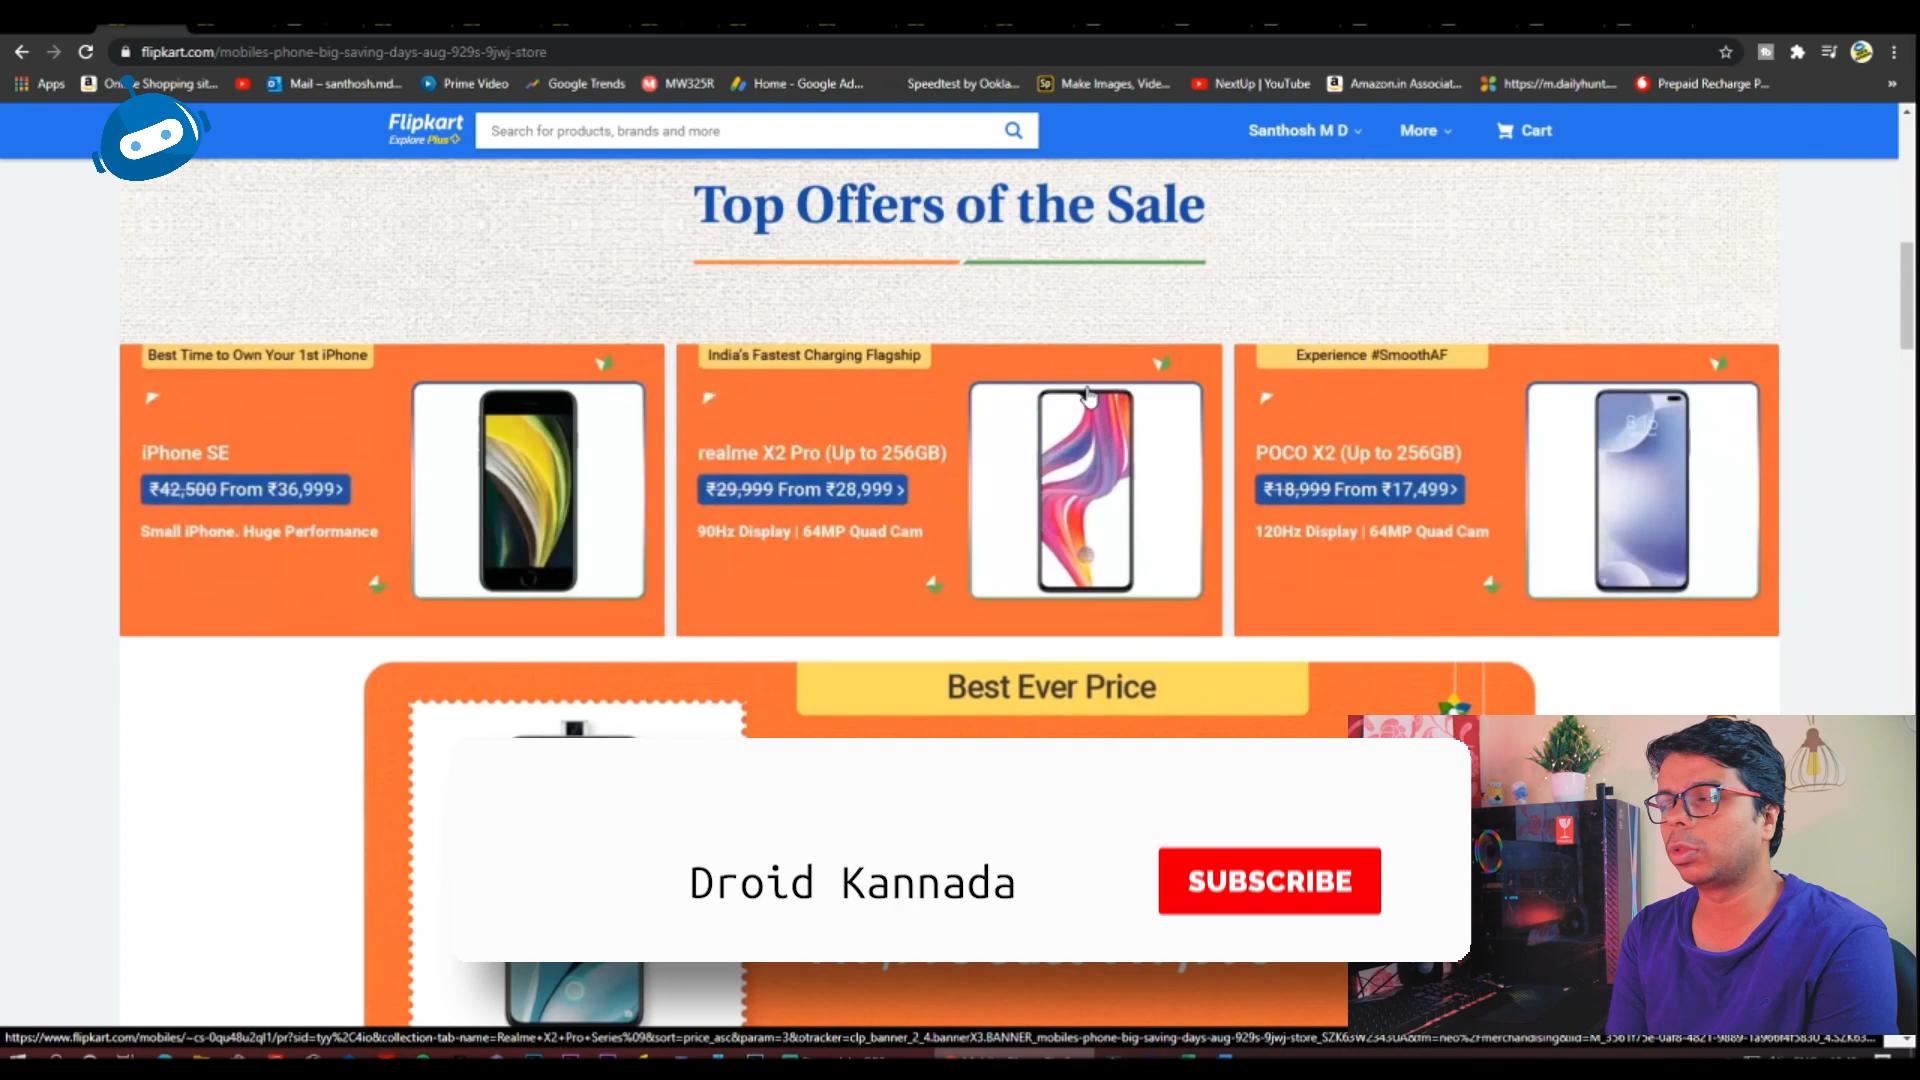 flipkart.com/mobiles-phone-big-saving-days-aug-929s-9jwj-store
Apps
Shopping sit...
Mail – santhosh.md...
Prime Video
Google Trends
MW325R
Home - Google Ad...
Speedtest by Ookla...
Sp
Make Images, Vide...
NextUp | YouTube
Amazon.in Associat...
https://m.dailyhunt....
Prepaid Recharge P...
»
Flipkart
Explore Plus
Search for products, brands and more
Santhosh M D
More
Cart
Top Offers of the Sale
Best Time to Own Your 1st iPhone
iPhone SE
₹42,500 From ₹36,999>
Small iPhone. Huge Performance
India's Fastest Charging Flagship
realme X2 Pro (Up to 256GB)
₹29,999 From ₹28,999 >
90Hz Display | 64MP Quad Cam
Experience #SmoothAF
8:16
POCO X2 (Up to 256GB)
₹18,999 From ₹17,499>
120Hz Display | 64MP Quad Cam
Best Ever Price
Droid Kannada
SUBSCRIBE